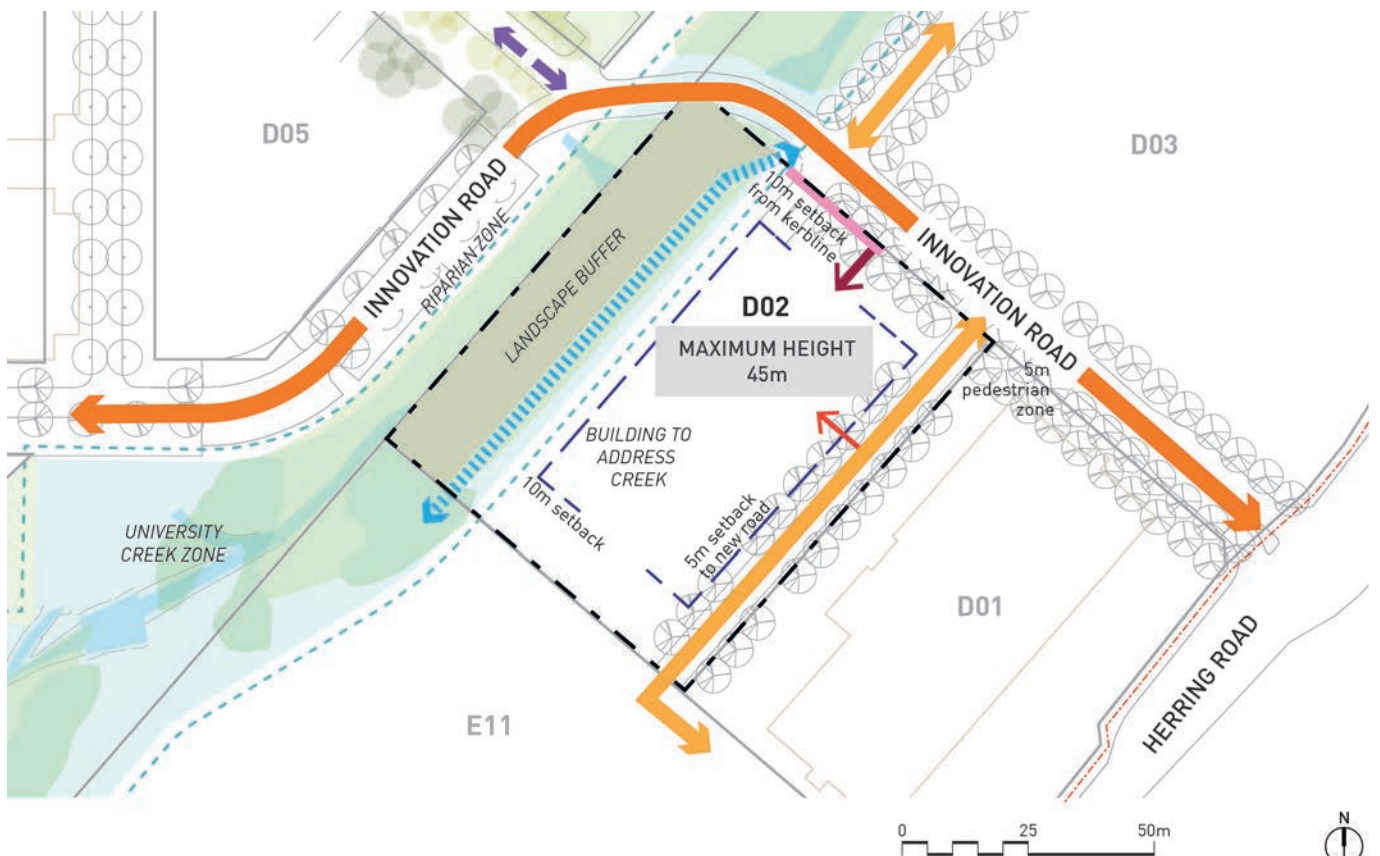 D05
D03
INNOVATION ROAD
RIPARIAN ZONE
LANDSCAPE BUFFER
10m setback
from kerbline
INNOVATION ROAD
D02
MAXIMUM HEIGHT
45m
5m
pedestrian
zone
BUILDING TO
ADDRESS
CREEK
10m setback
5m setback
to new road
UNIVERSITY
CREEK ZONE
D01
E11
HERRING ROAD
0 25 50m
N